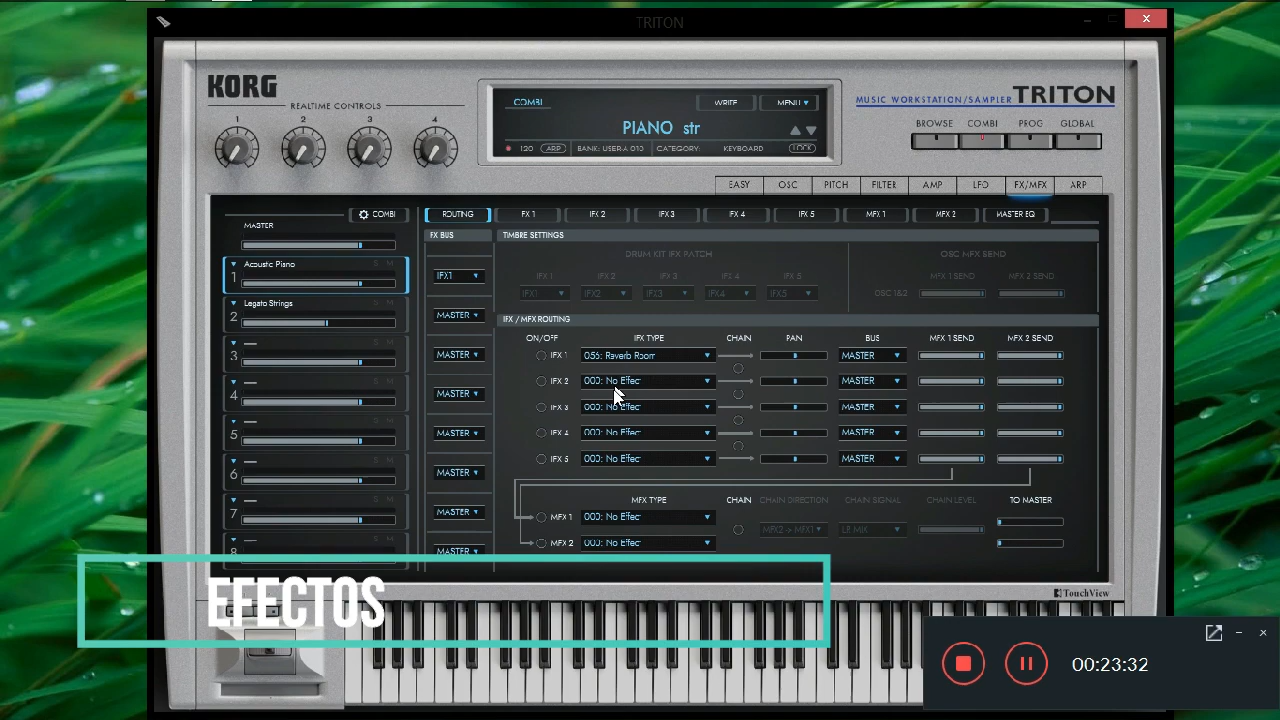 TRITON
KORG
REALTIME CONTROLS
1 2 3 4
COMBI WRITE MENU
PIANO str
120 ARP BANK: USER-A 010 CATEGORY: KEYBOARD LOCK
MUSIC WORKSTATION/SAMPLER TRITON
BROWSE COMBI PROG GLOBAL
EASY OSC PITCH FILTER AMP LFO FX/MFX ARP
COMBI ROUTING FX 1 IFX 2 IFX 3 IFX 4 IFX 5 MFX 1 MFX 2 MASTER EQ
MASTER FX BUS TIMBRE SETTINGS
DRUM KIT IFX PATCH OSC MFX SEND
1 Acoustic Piano S M IFX1 IFX 1 IFX 2 IFX 3 IFX 4 IFX 5 MFX 1 SEND MFX 2 SEND
IFX1 IFX2 IFX3 IFX4 IFX5 OSC 1&2
2 Legato Strings S M MASTER
IFX / MFX ROUTING
ON/OFF IFX TYPE CHAIN PAN BUS MFX 1 SEND MFX 2 SEND
3 S M MASTER IFX 1 056: Reverb Room MASTER
4 S M MASTER IFX 2 000: No Effec MASTER
IFX 3 000: No Effec MASTER
5 S M MASTER IFX 4 000: No Effec MASTER
6 S M MASTER IFX 5 000: No Effec MASTER
MFX TYPE CHAIN CHAIN DIRECTION CHAIN SIGNAL CHAIN LEVEL TO MASTER
7 S M MASTER MFX 1 000: No Effec
MFX2 -> MFX1 LR MIX
8 S M MASTER MFX 2 000: No Effec
EFECTOS
TouchView
00:23:32